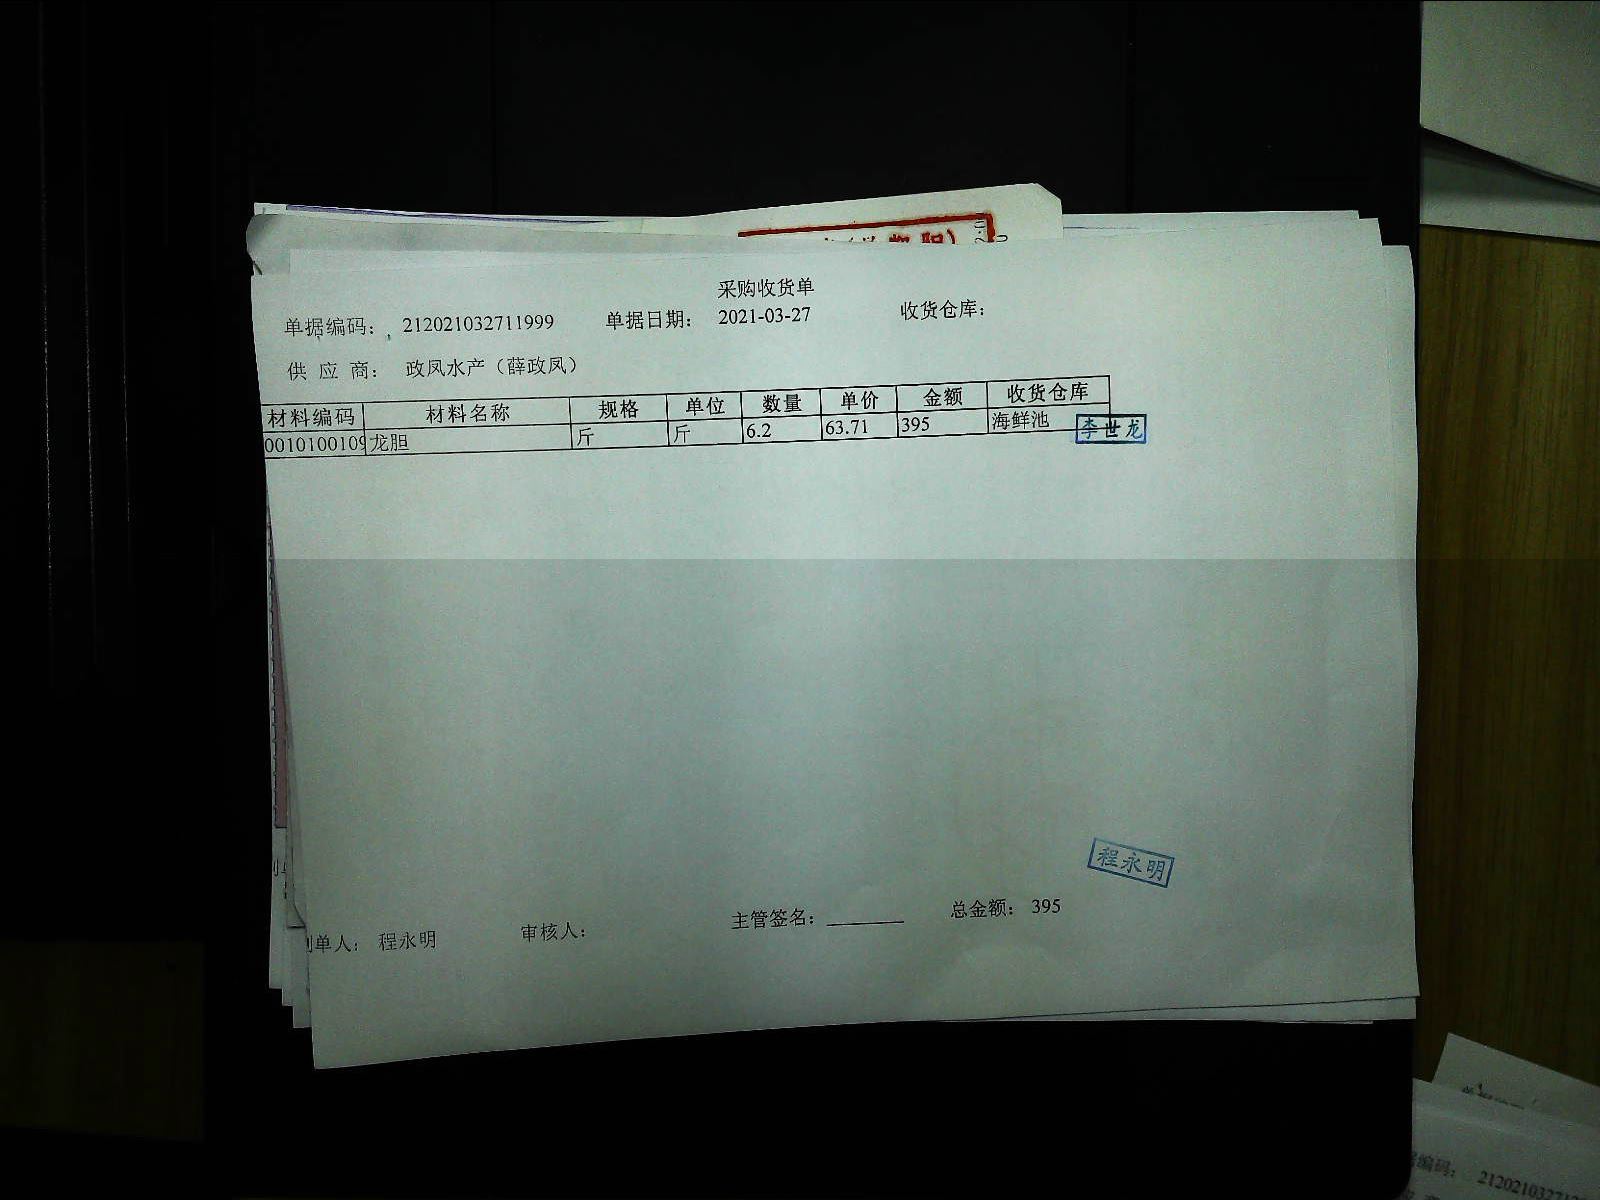 采购收货单
单据编码： 212021032711999 单据日期： 2021-03-27 收货仓库：
供 应 商： 政凤水产（薛政凤）
材料编码 材料名称 规格 单位 数量 单价 金额 收货仓库
0010100109 龙胆 斤 斤 6.2 63.71 395 海鲜池
李世龙
程永明
单人： 程永明 审核人： 主管签名： 总金额： 395
编码：